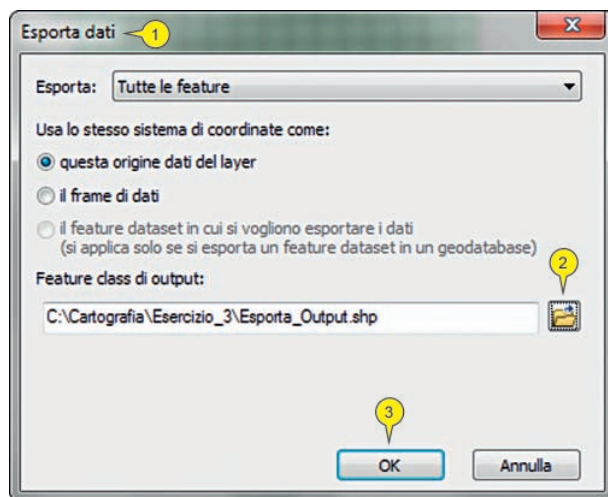 Esporta dati 1
Esporta: Tutte le feature
Usa lo stesso sistema di coordinate come:
questa origine dati del layer
il frame di dati
il feature dataset in cui si vogliono esportare i dati
(si applica solo se si esporta un feature dataset in un geodatabase)
2
Feature class di output:
C:\Cartografia\Esercizio_3\Esporta_Output.shp
3
OK Annulla